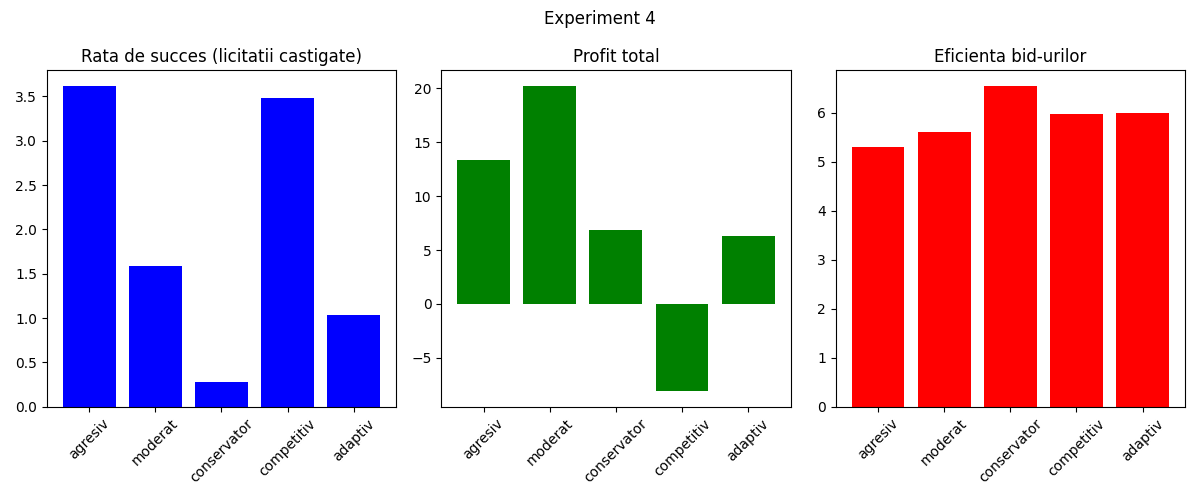 Experiment 4
Rata de succes (licitatii castigate)
3.5
3.0
2.5
2.0
1.5
1.0
0.5
0.0
agresiv
moderat
conservator
competitiv
adaptiv
Profit total
20
15
10
5
0
−5
agresiv
moderat
conservator
competitiv
adaptiv
Eficienta bid-urilor
6
5
4
3
2
1
0
agresiv
moderat
conservator
competitiv
adaptiv